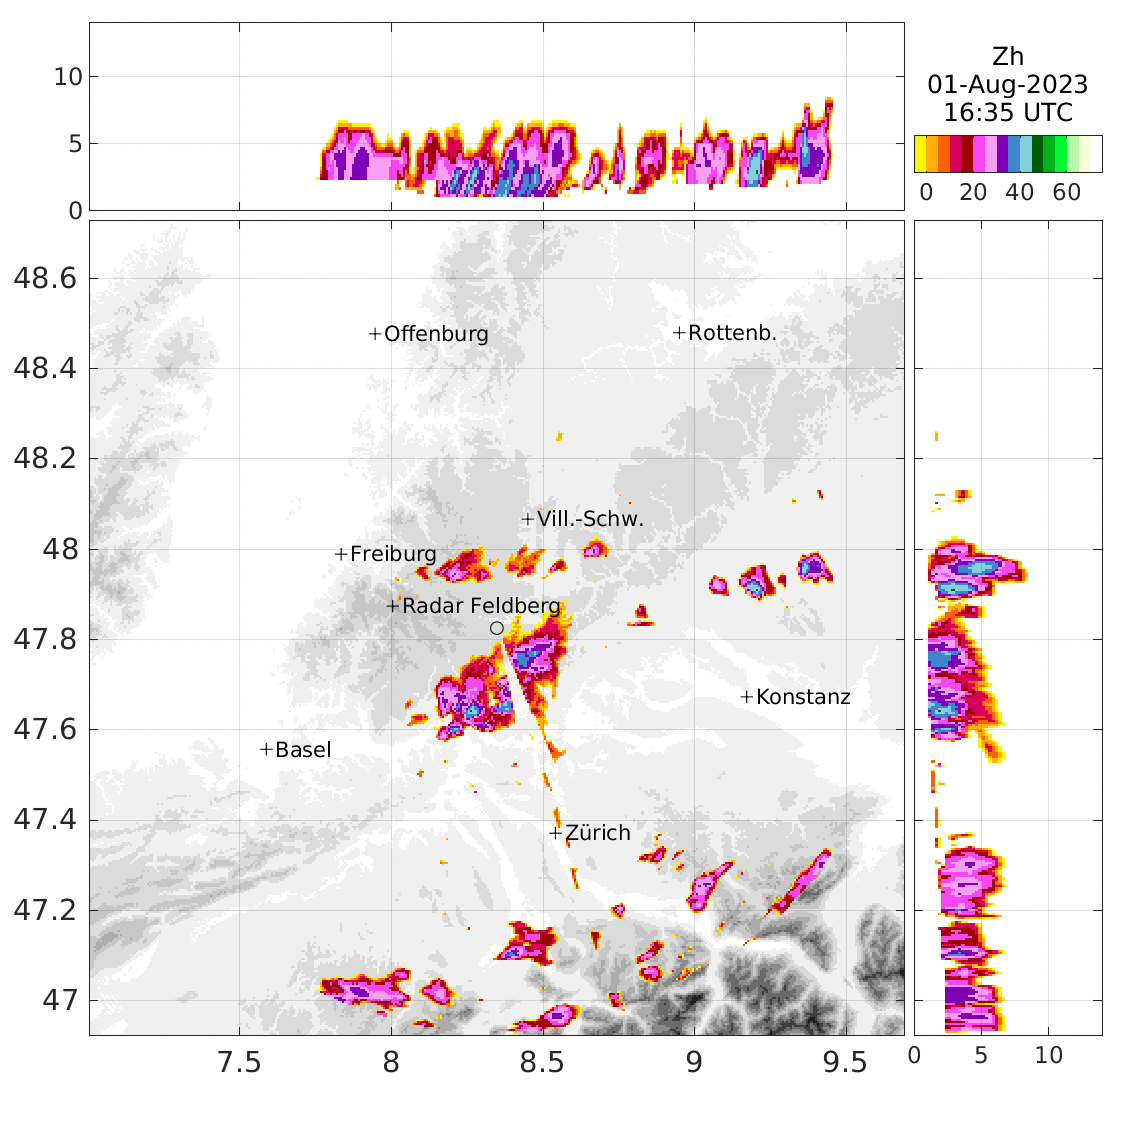 10
5
0
Zh
01-Aug-2023
16:35 UTC
0 20 40 60
48.6
48.4
48.2
48
47.8
47.6
47.4
47.2
47
+Offenburg
+Rottenb.
+Vill.-Schw.
+Freiburg
+Radar Feldberg
+Konstanz
+Basel
+Zürich
7.5 8 8.5 9 9.5
0 5 10